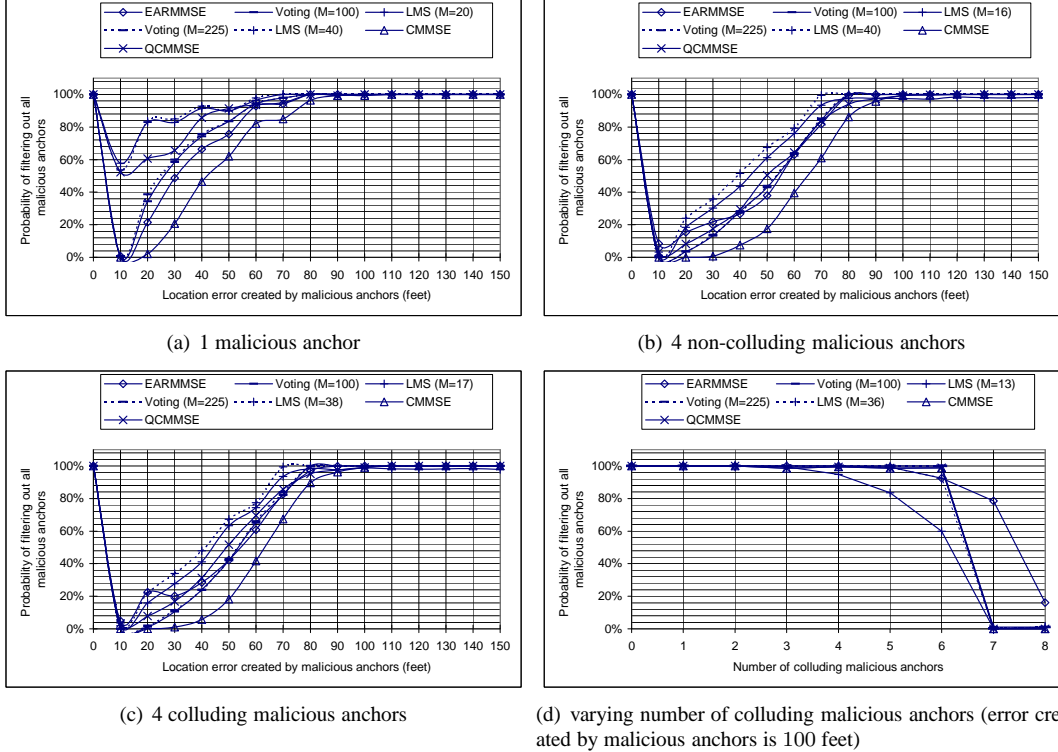 EARMMSE Voting (M=100) LMS (M=20)
Voting (M=225) LMS (M=40) CMMSE
QCMMSE
Probability of filtering out all
malicious anchors
100%
80%
60%
40%
20%
0%
0 10 20 30 40 50 60 70 80 90 100 110 120 130 140 150
Location error created by malicious anchors (feet)
(a) 1 malicious anchor
EARMMSE Voting (M=100) LMS (M=16)
Voting (M=225) LMS (M=40) CMMSE
QCMMSE
Probability of filtering out all
malicious anchors
100%
80%
60%
40%
20%
0%
0 10 20 30 40 50 60 70 80 90 100 110 120 130 140 150
Location error created by malicious anchors (feet)
(b) 4 non-colluding malicious anchors
EARMMSE Voting (M=100) LMS (M=17)
Voting (M=225) LMS (M=38) CMMSE
QCMMSE
Probability of filtering out all
malicious anchors
100%
80%
60%
40%
20%
0%
0 10 20 30 40 50 60 70 80 90 100 110 120 130 140 150
Location error created by malicious anchors (feet)
(c) 4 colluding malicious anchors
EARMMSE Voting (M=100) LMS (M=13)
Voting (M=225) LMS (M=36) CMMSE
QCMMSE
Probability of filtering out all
malicious anchors
100%
80%
60%
40%
20%
0%
0 1 2 3 4 5 6 7 8
Number of colluding malicious anchors
(d) varying number of colluding malicious anchors (error cre
ated by malicious anchors is 100 feet)